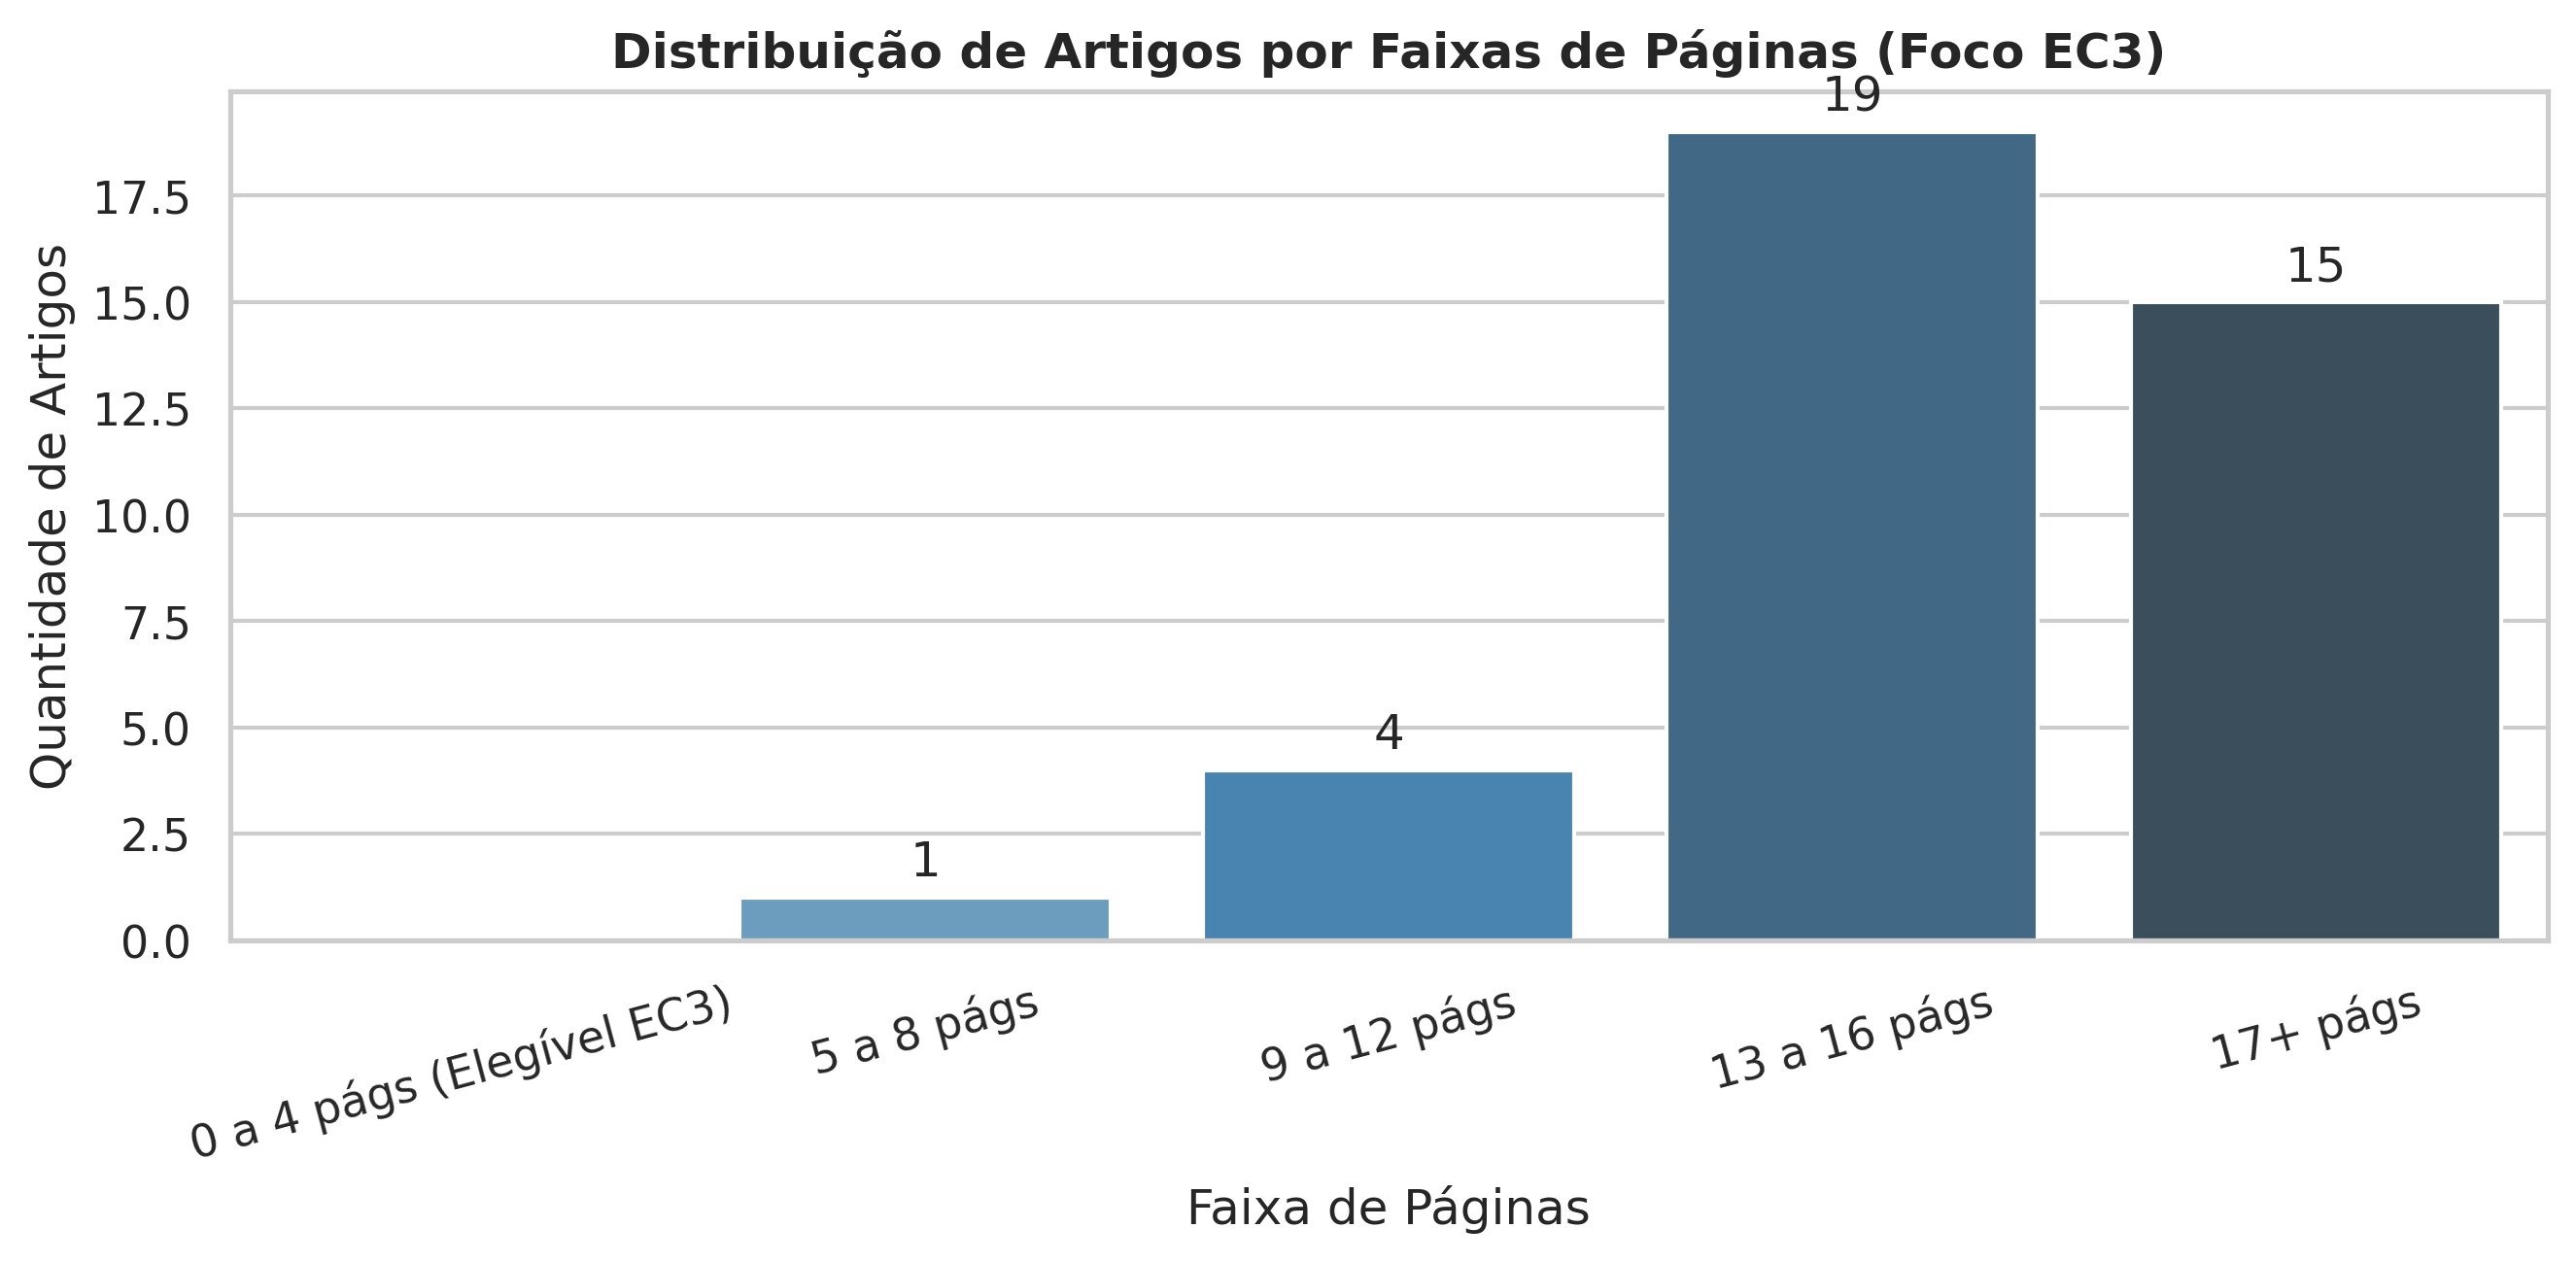 Distribuição de Artigos por Faixas de Páginas (Foco EC3)
Quantidade de Artigos
17.5
15.0
12.5
10.0
7.5
5.0
2.5
0.0
1
4
19
15
0 a 4 págs (Elegível EC3)
5 a 8 págs
9 a 12 págs
13 a 16 págs
17+ págs
Faixa de Páginas